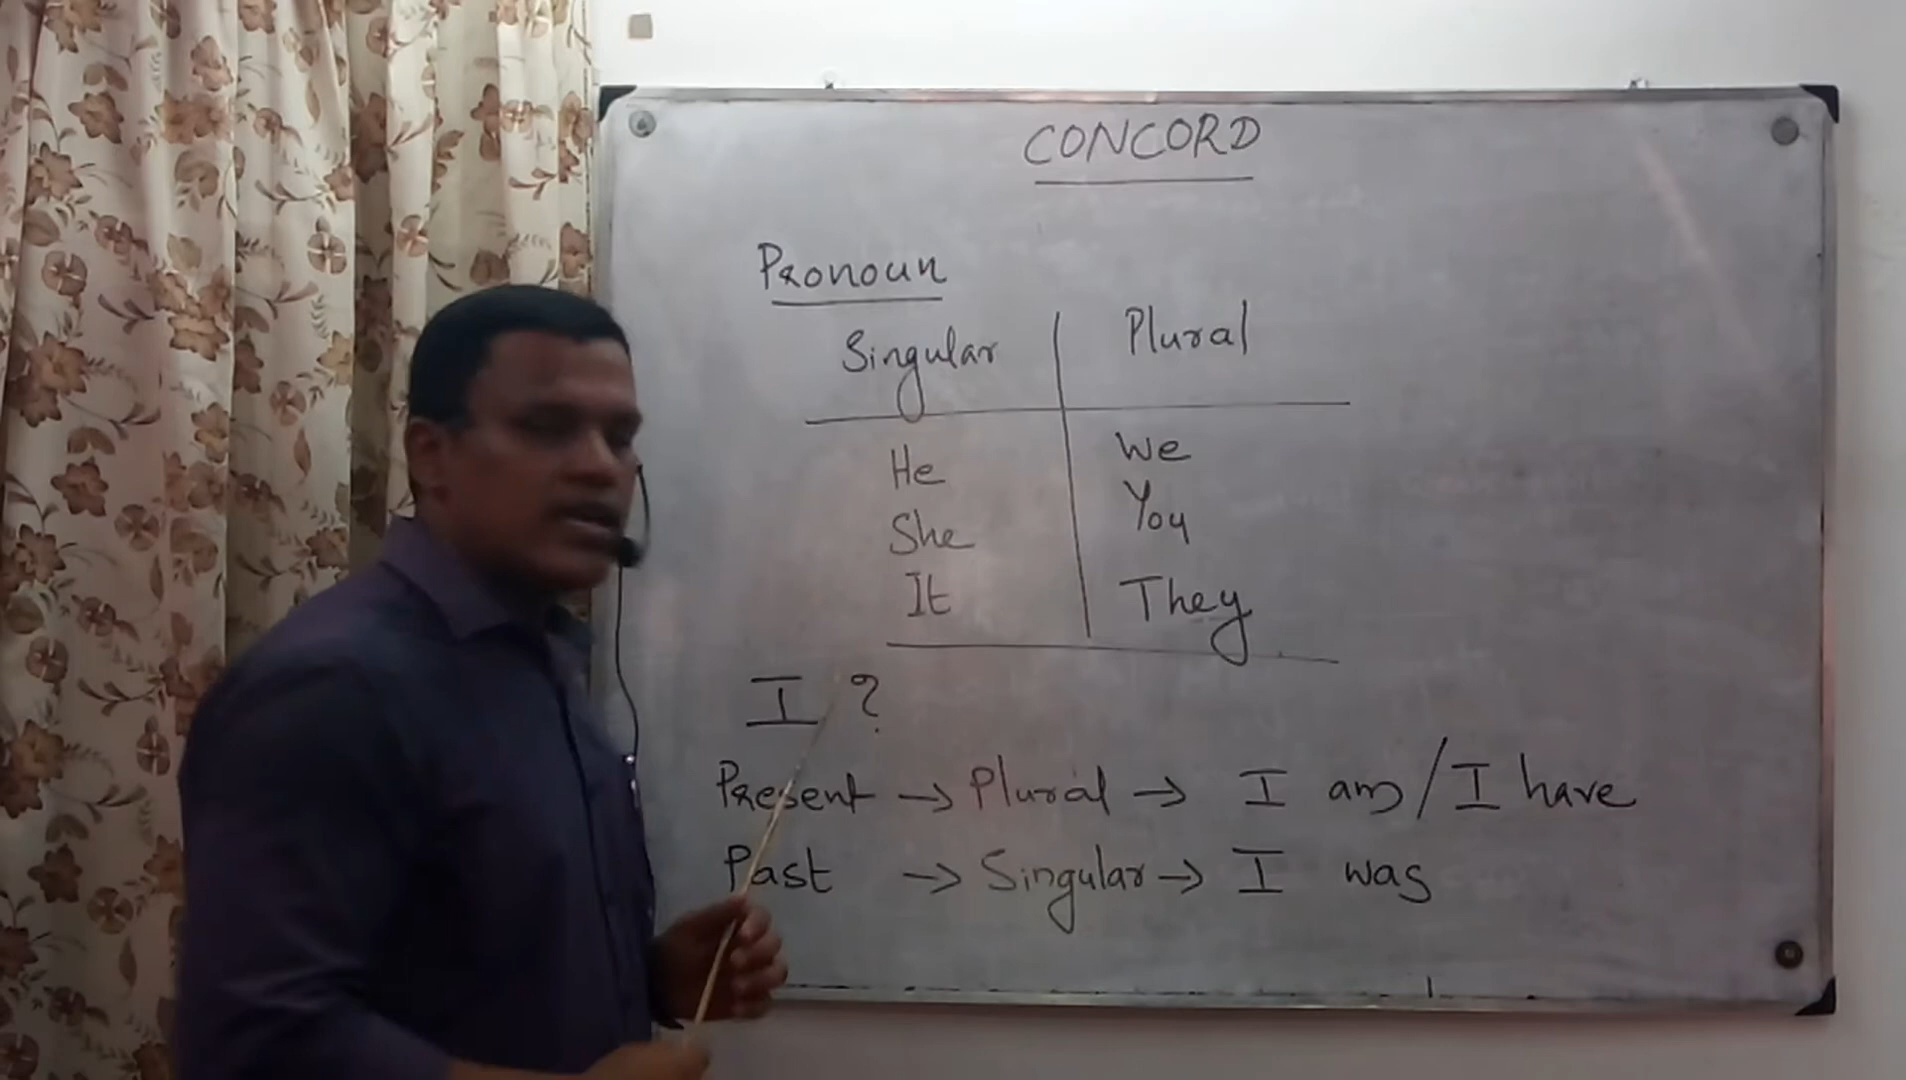 CONCORD
Pronoun
Singular Plural
He We
She You
It They
I ?
Present → Plural → I am / I have
Past → Singular → I was